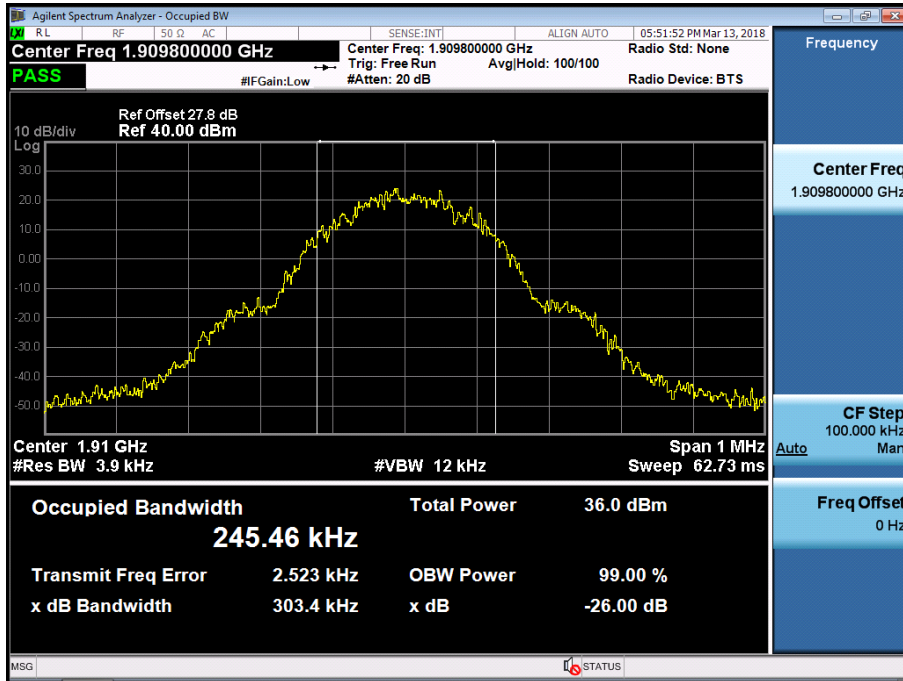 Agilent Spectrum Analyzer - Occupied BW
LXI RL RF 50 Ω AC SENSE:INT ALIGN AUTO 05:51:52 PM Mar 13, 2018
Center Freq 1.909800000 GHz
Center Freq: 1.909800000 GHz Radio Std: None
Trig: Free Run Avg|Hold: 100/100
PASS
#IFGain:Low #Atten: 20 dB Radio Device: BTS
Ref Offset 27.8 dB
10 dB/div Ref 40.00 dBm
Log
30.0
20.0
10.0
0.00
-10.0
-20.0
-30.0
-40.0
-50.0
Center 1.91 GHz Span 1 MHz
#Res BW 3.9 kHz #VBW 12 kHz Sweep 62.73 ms
Occupied Bandwidth Total Power 36.0 dBm
245.46 kHz
Transmit Freq Error 2.523 kHz OBW Power 99.00 %
x dB Bandwidth 303.4 kHz x dB -26.00 dB
MSG STATUS
Frequency
Center Freq
1.909800000 GHz
CF Step
100.000 kHz
Auto Man
Freq Offset
0 Hz